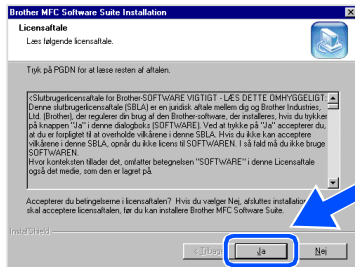 Brother MFC Software Suite Installation
Licensaftale
Læs følgende licensaftale.
Tryk på PGDN for at læse resten af aftalen.
<Slutbrugerlicensaftale for Brother-SOFTWARE VIGTIGT - LÆS DETTE OMHYGGELIGT:
Denne slutbrugerlicensaftale (SBLA) er en juridisk aftale mellem dig og Brother Industries,
Ltd. (Brother), der regulerer din brug af den Brother-software, der installeres, hvis du trykker
på knappen "Ja" i denne dialogboks (SOFTWARE). Ved at trykke på "Ja" accepterer du,
at du er forpligtet til at overholde vilkårene i denne SBLA. Hvis du ikke kan acceptere
vilkårene i denne SBLA, opnår du ikke licens til SOFTWAREN. I så fald må du ikke bruge
SOFTWAREN.
Hvor konteksten tillader det, omfatter betegnelsen "SOFTWARE" i denne Licensaftale
også det medie, som den er lagret på.
Accepterer du betingelserne i licensaftalen? Hvis du vælger Nej, afsluttes
skal acceptere licensaftalen, før du kan installere Brother MFC Software Suite.
InstallShield
Ja
Nej